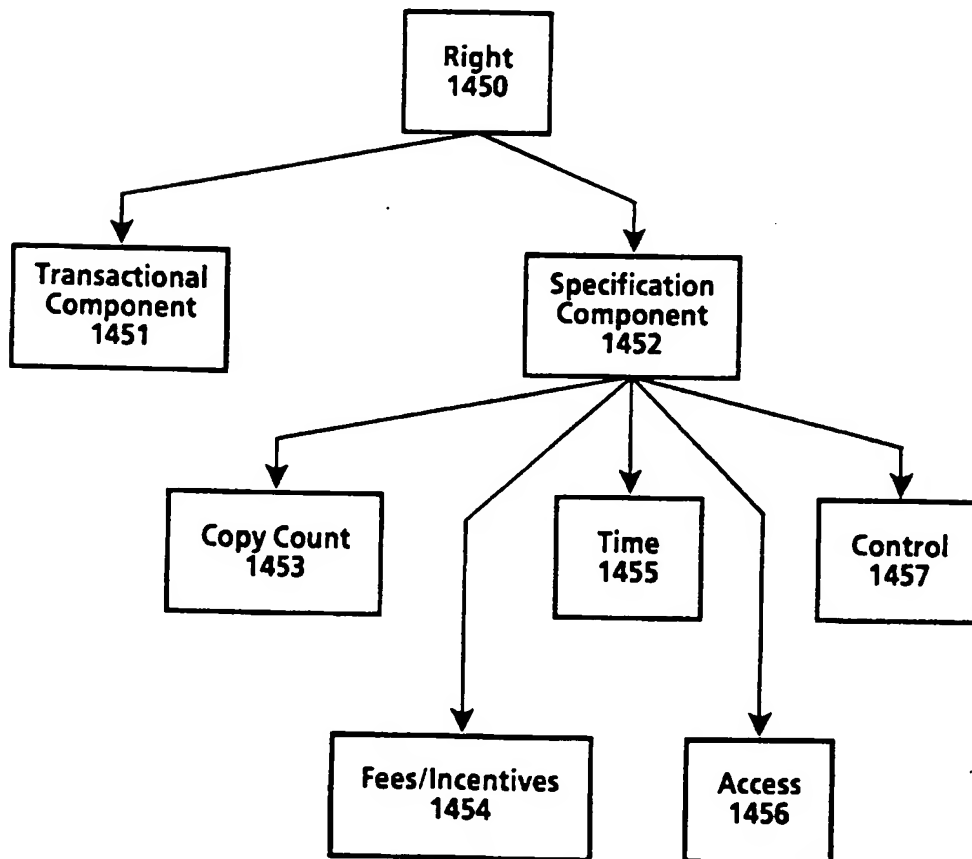 Right
1450
Transactional
Component
1451
Specification
Component
1452
Copy Count
1453
Time
1455
Control
1457
Fees/Incentives
1454
Access
1456